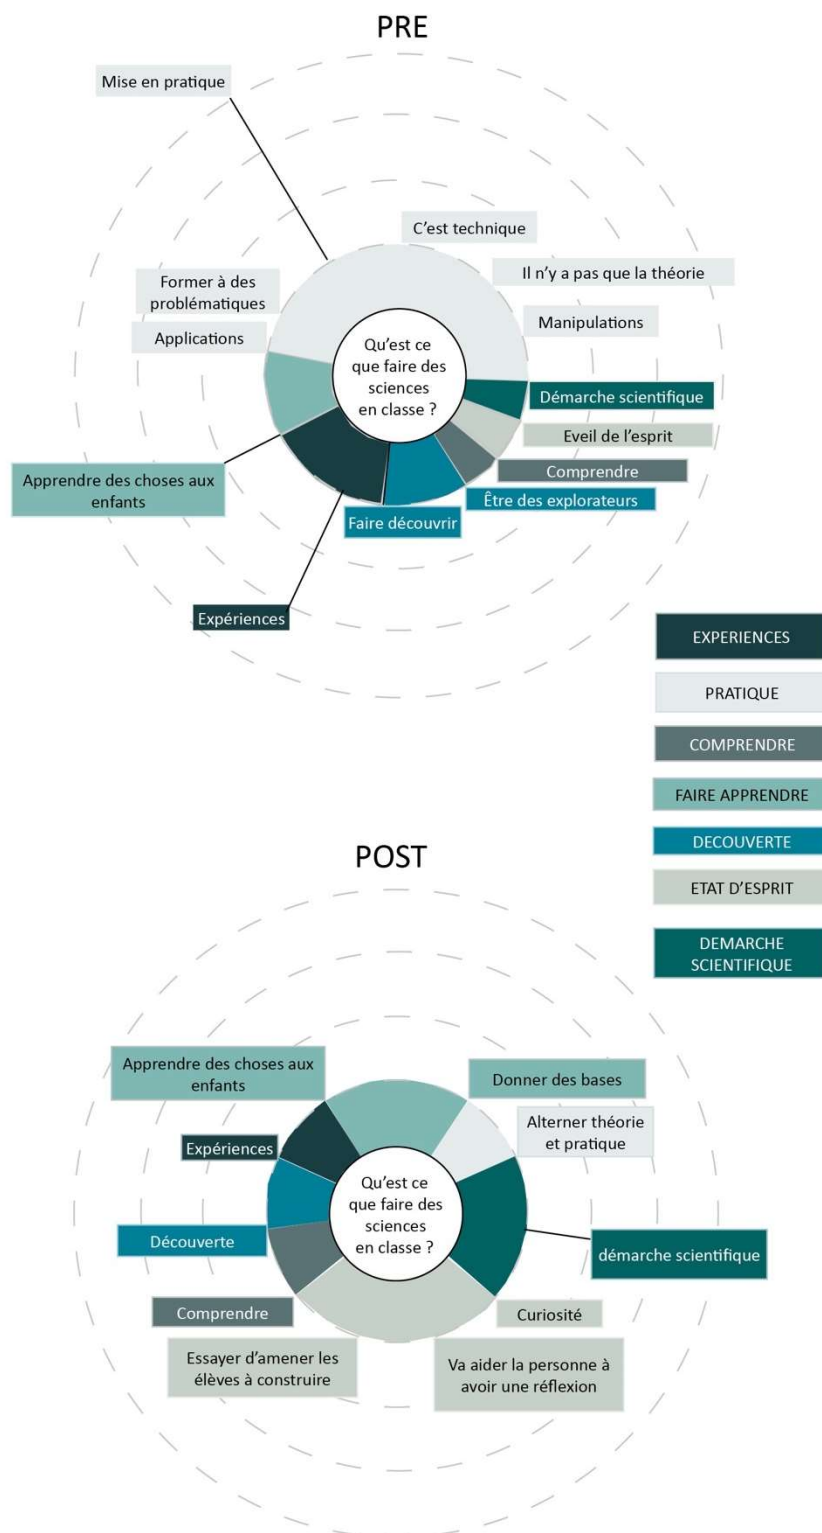 PRE
Mise en pratique
C'est technique
Il n'y a pas que la théorie
Former à des
problématiques
Manipulations
Applications
Qu'est ce
que faire des
sciences
en classe ?
Démarche scientifique
Eveil de l'esprit
Comprendre
Apprendre des choses aux
enfants
Être des explorateurs
Faire découvrir
Expériences
EXPERIENCES
PRATIQUE
COMPRENDRE
FAIRE APPRENDRE
DECOUVERTE
ETAT D'ESPRIT
DEMARCHE
SCIENTIFIQUE
POST
Apprendre des choses aux
enfants
Donner des bases
Alterner théorie
et pratique
Expériences
Qu'est ce
que faire des
sciences
en classe ?
Découverte
démarche scientifique
Comprendre
Curiosité
Essayer d'amener les
élèves à construire
Va aider la personne à
avoir une réflexion